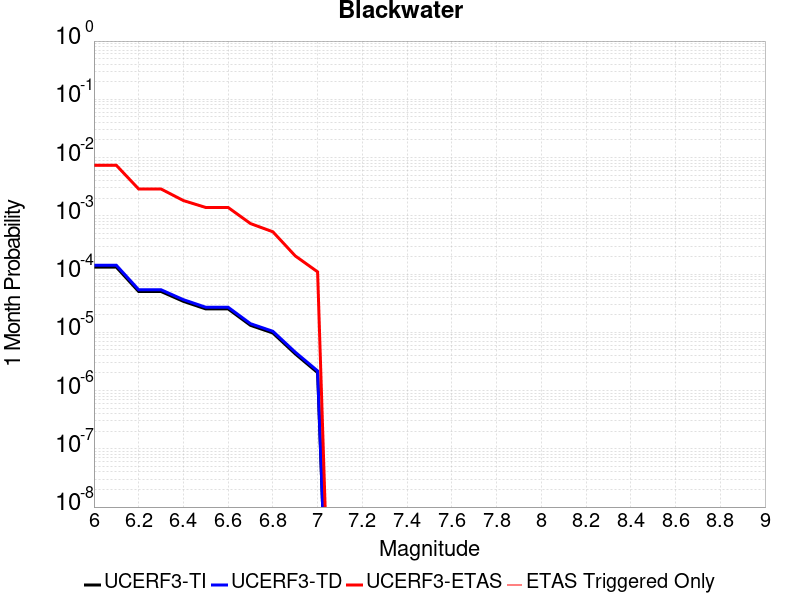 Blackwater
1 Month Probability
10^0
10^-1
10^-2
10^-3
10^-4
10^-5
10^-6
10^-7
10^-8
6 6.2 6.4 6.6 6.8 7 7.2 7.4 7.6 7.8 8 8.2 8.4 8.6 8.8 9
Magnitude
UCERF3-TI UCERF3-TD UCERF3-ETAS ETAS Triggered Only